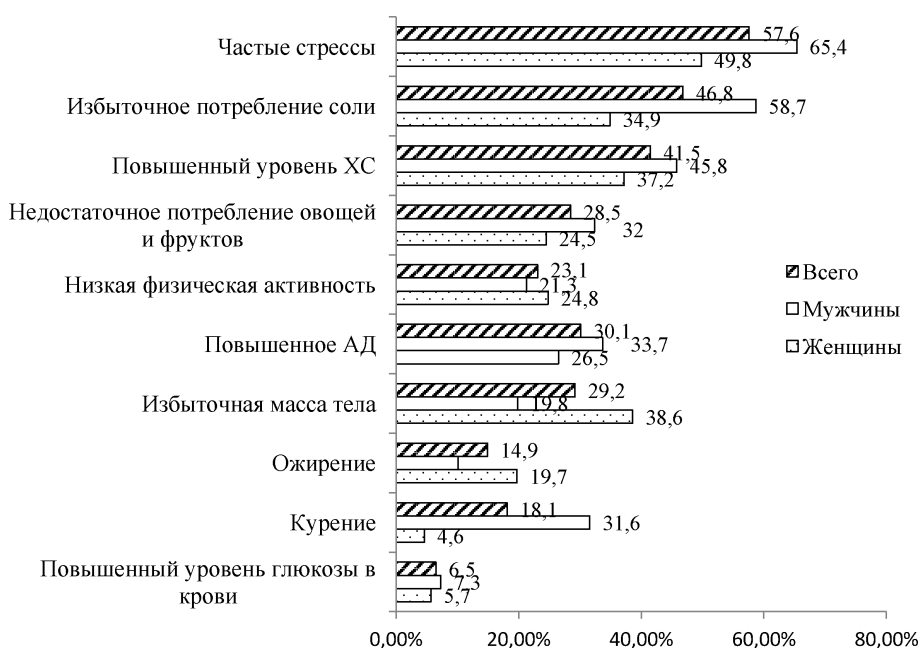 Частые стрессы
57,6
65,4
49,8
Избыточное потребление соли
46,8
58,7
34,9
Повышенный уровень ХС
41,5
45,8
37,2
Недостаточное потребление овощей
и фруктов
28,5
32
24,5
Низкая физическая активность
23,1
21,3
24,8
Повышенное АД
30,1
33,7
26,5
Избыточная масса тела
29,2
9,8
38,6
Ожирение
14,9
19,7
Курение
18,1
31,6
4,6
Повышенный уровень глюкозы в
крови
6,5
7,3
5,7
Всего
Мужчины
Женщины
0,00% 20,00% 40,00% 60,00% 80,00%